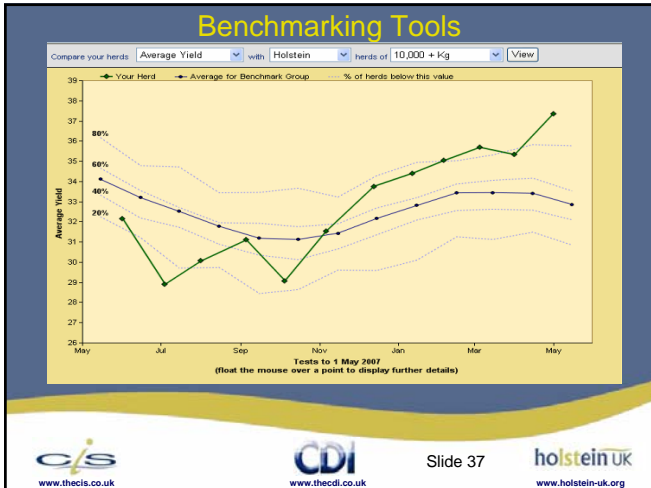 Benchmarking Tools
Compare your herds Average Yield with Holstein herds of 10,000 + Kg View
Your Herd Average for Benchmark Group % of herds below this value
39
38
37
36
35
34
33
32
31
30
29
28
27
26
80%
60%
40%
20%
Average Yield
May Jul Sep Nov Jan Mar May
Tests to 1 May 2007
(float the mouse over a point to display further details)
cis CDI Slide 37 holstein UK
www.thecis.co.uk www.thecdi.co.uk www.holstein-uk.org